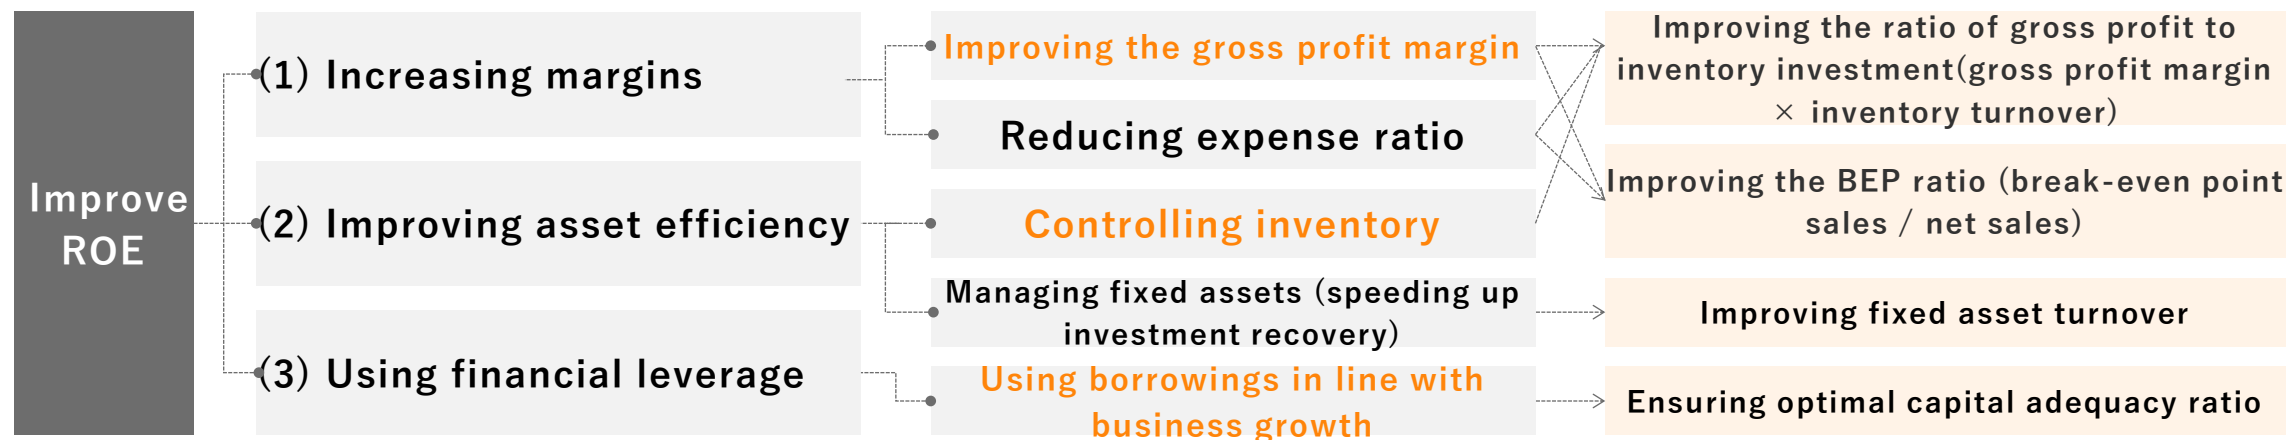 Improve
ROE
(1) Increasing margins
(2) Improving asset efficiency
(3) Using financial leverage
Improving the gross profit margin
Reducing expense ratio
Controlling inventory
Managing fixed assets (speeding up
investment recovery)
Using borrowings in line with
business growth
Improving the ratio of gross profit to
inventory investment(gross profit margin
× inventory turnover)
Improving the BEP ratio (break-even point
sales / net sales)
Improving fixed asset turnover
Ensuring optimal capital adequacy ratio